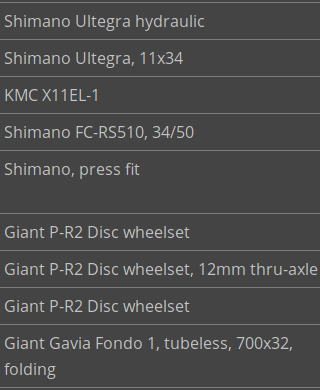 Shimano Ultegra hydraulic
Shimano Ultegra, 11x34
KMC X11EL-1
Shimano FC-RS510, 34/50
Shimano, press fit
Giant P-R2 Disc wheelset
Giant P-R2 Disc wheelset, 12mm thru-axle
Giant P-R2 Disc wheelset
Giant Gavia Fondo 1, tubeless, 700x32,
folding